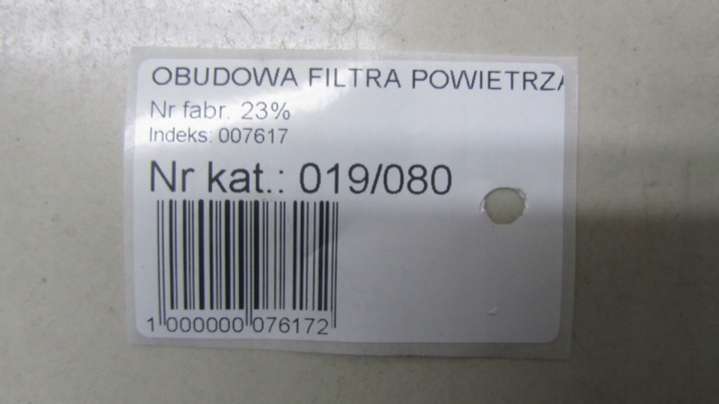 OBUDOWA FILTRA POWIETRZA
Nr fabr. 23%
Indeks: 007617
Nr kat.: 019/080
1 000000 076172